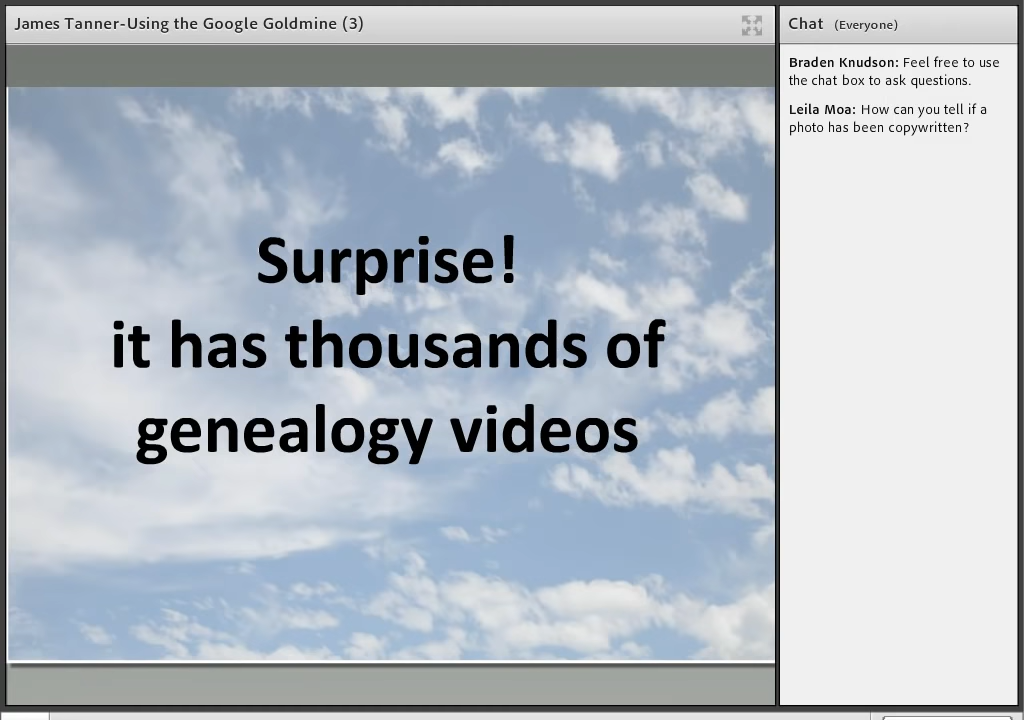 James Tanner-Using the Google Goldmine (3)
Surprise!
it has thousands of
genealogy videos
Chat (Everyone)
Braden Knudson: Feel free to use
the chat box to ask questions.
Leila Moa: How can you tell if a
photo has been copywritten?